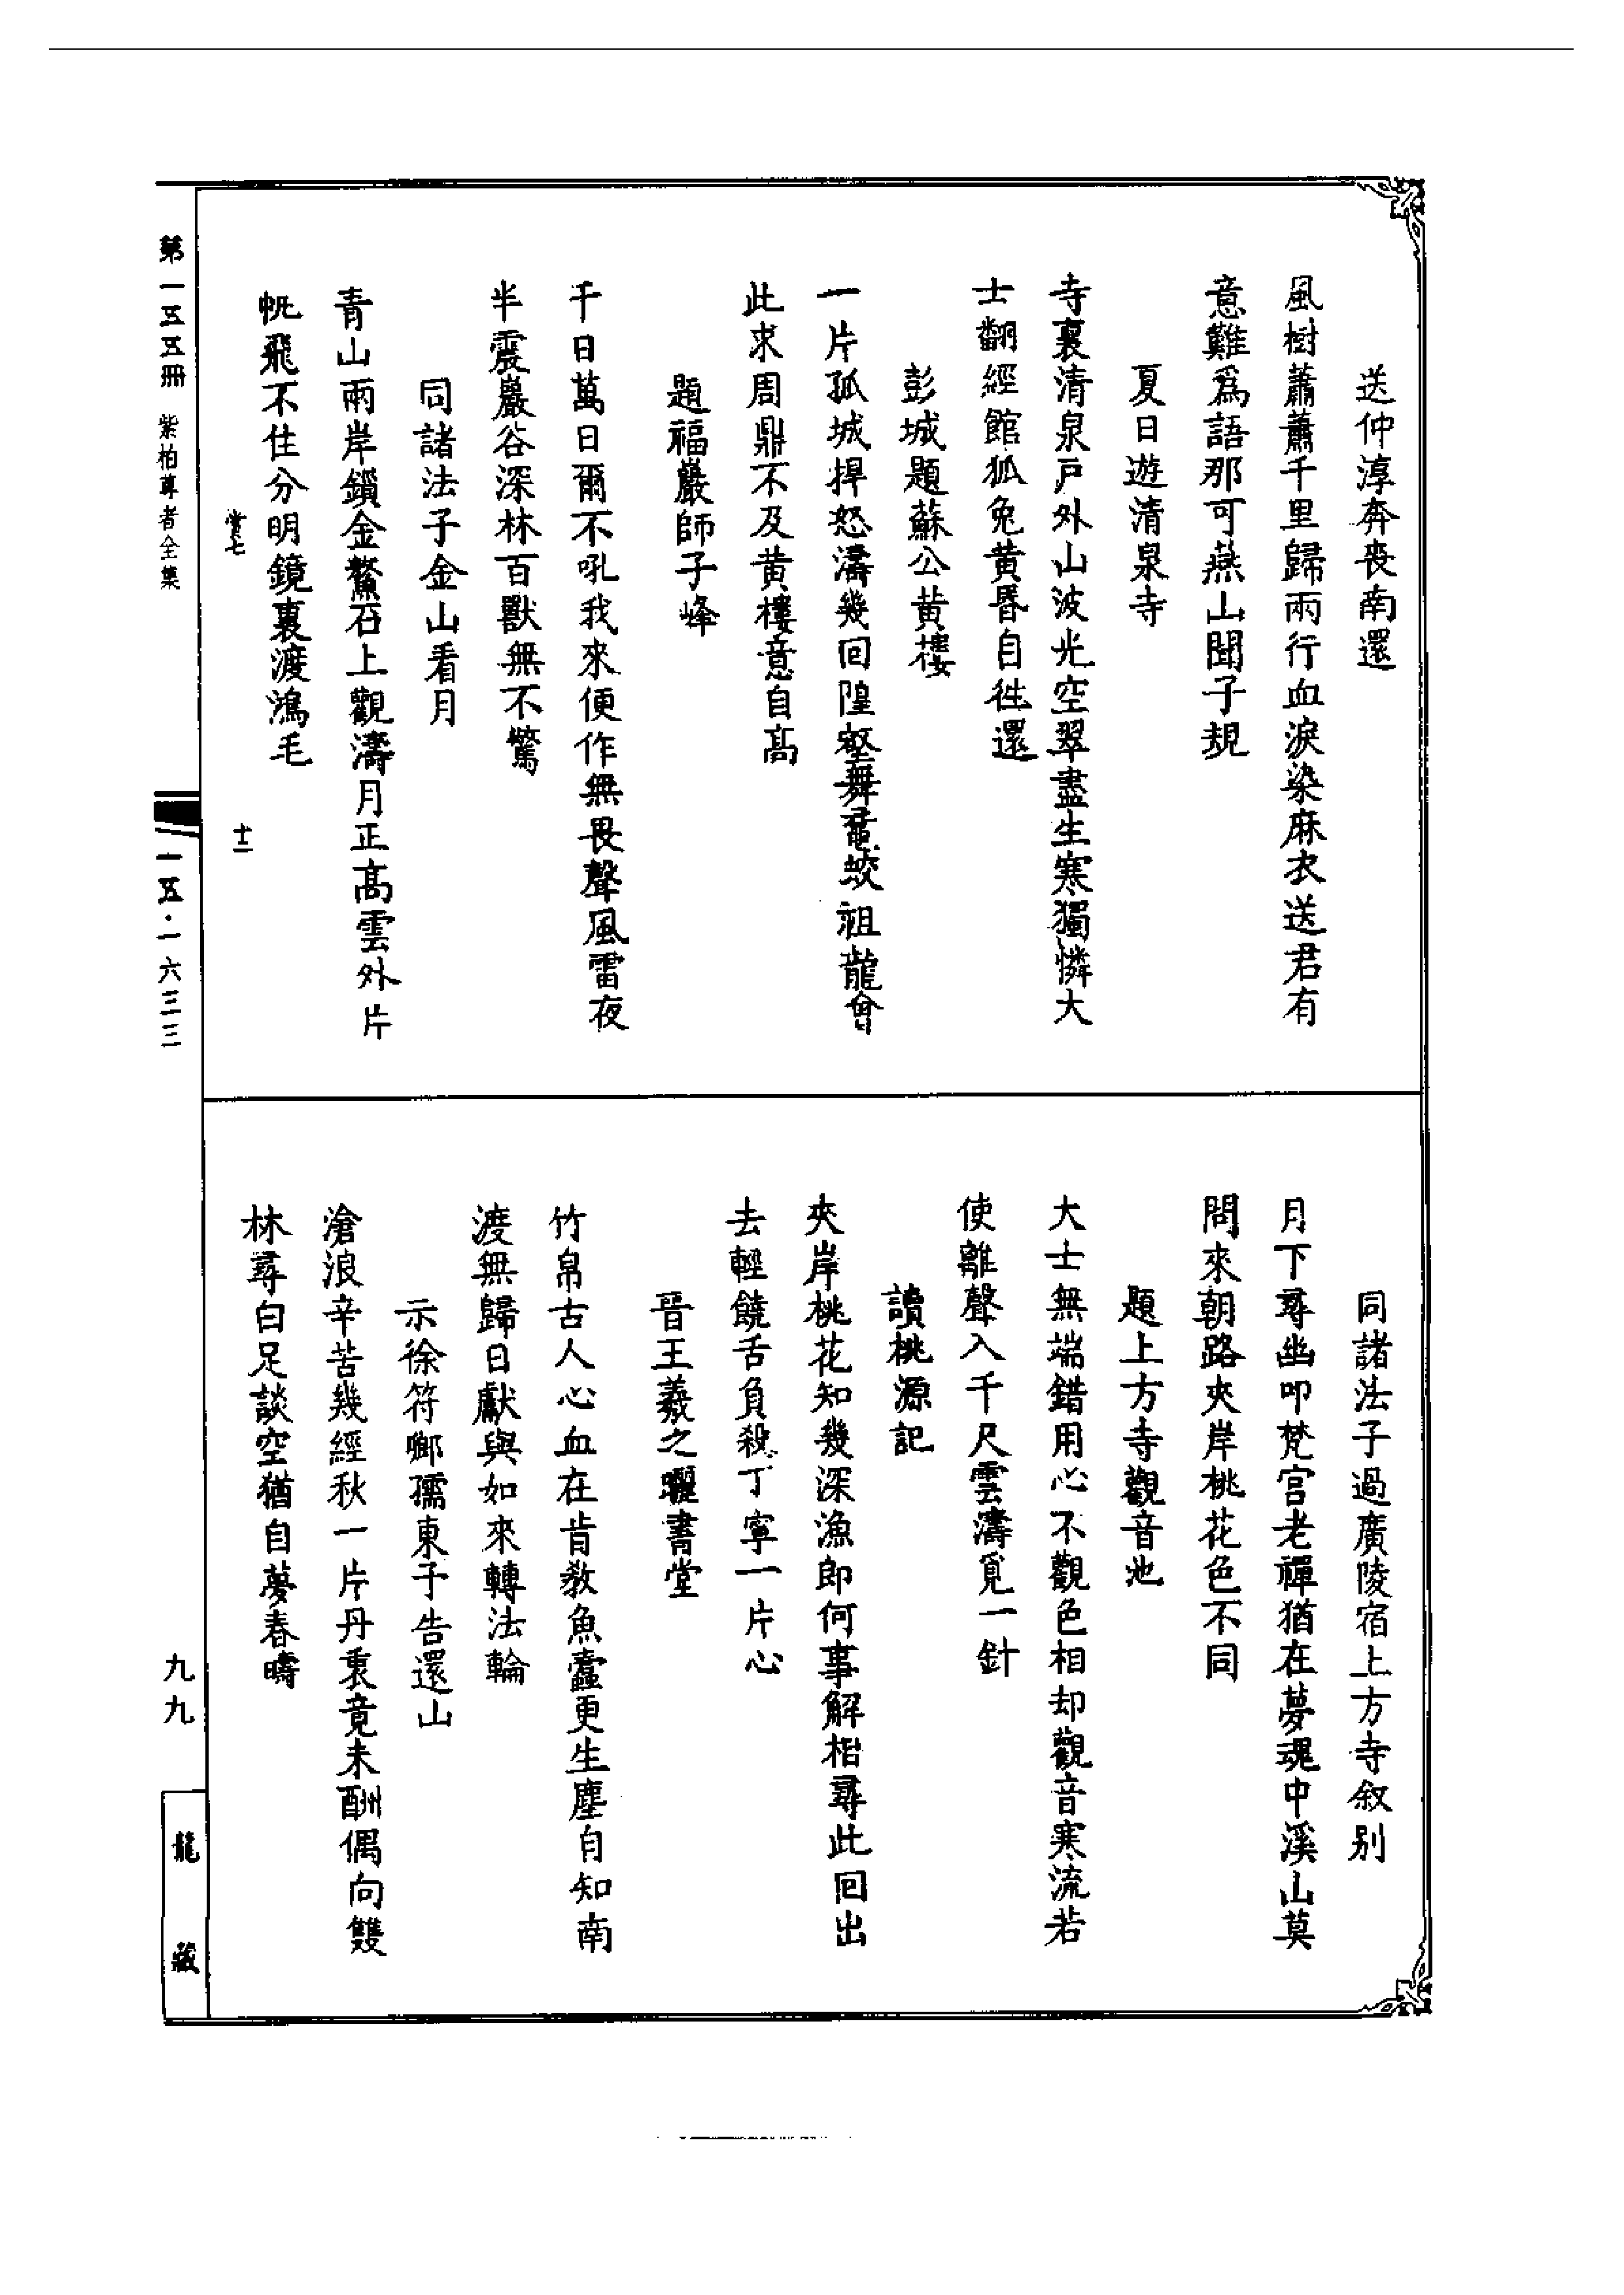 送仲淳奔喪南還
風樹蕭蕭千里歸兩行血淚染麻衣送君有
意難爲語那可燕山聞子規
夏日遊清泉寺
寺裏清泉戶外山波光空翠盡生寒獨憐大
士翻經館狐兔黃昏自徃還
彭城題蘇公黃樓
一片孤城捍怒濤幾回隍壑舞黿蛟祖龍會
此求周鼎不及黃樓意自高
題福巖師子峰
千日萬日爾不吼我來便作無畏聲風雷夜
半震巖谷深林百獸無不驚
同諸法子金山看月
青山兩岸鎻金鰲石上觀濤月正高雲外片
帆飛不住分明鏡裏渡鴻毛
同諸法子過廣陵宿上方寺叙别
月下尋幽叩梵宮老禪猶在夢魂中溪山莫
問來朝路夾岸桃花色不同
題上方寺觀音池
大士無端錯用心不觀色相却觀音寒流若
使離聲入千尺雲濤覓一針
讀桃源記
夾岸桃花知幾深漁郎何事解相尋此回出
去輕饒舌負殺丁寧一片心
晉王羲之曬書堂
竹帛古人心血在肯教魚蠹更生塵自知南
渡無歸日獻與如來轉法輪
示徐符卿孺東子告還山
滄浪辛苦幾經秋一片丹衷竟未酬偶向雙
林尋白足談空猶自夢春疇
第一五五冊 紫柏尊者全集
賞七
十二
一五·一六三三
九九
龍藏